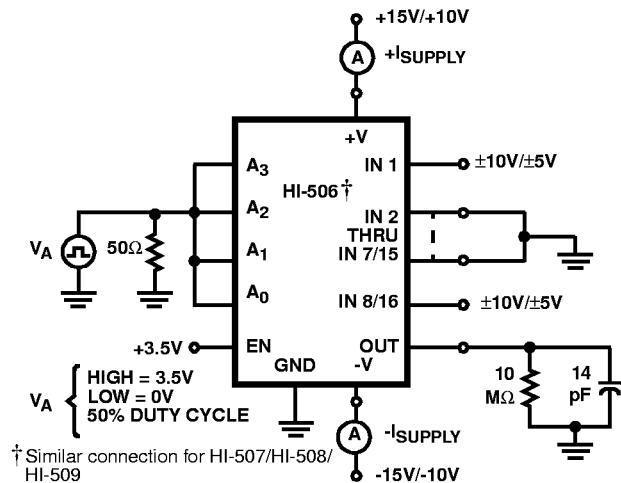 +15V/+10V
A
+ISUPPLY
+V
A3
IN 1
±10V/±5V
HI-506†
A2
IN 2
THRU
VA
50Ω
A1
IN 7/15
A0
IN 8/16
±10V/±5V
+3.5V
EN
OUT
GND
-V
10
MΩ
14
pF
VA
HIGH = 3.5V
LOW = 0V
50% DUTY CYCLE
A
-ISUPPLY
†Similar connection for HI-507/HI-508/
HI-509
-15V/-10V